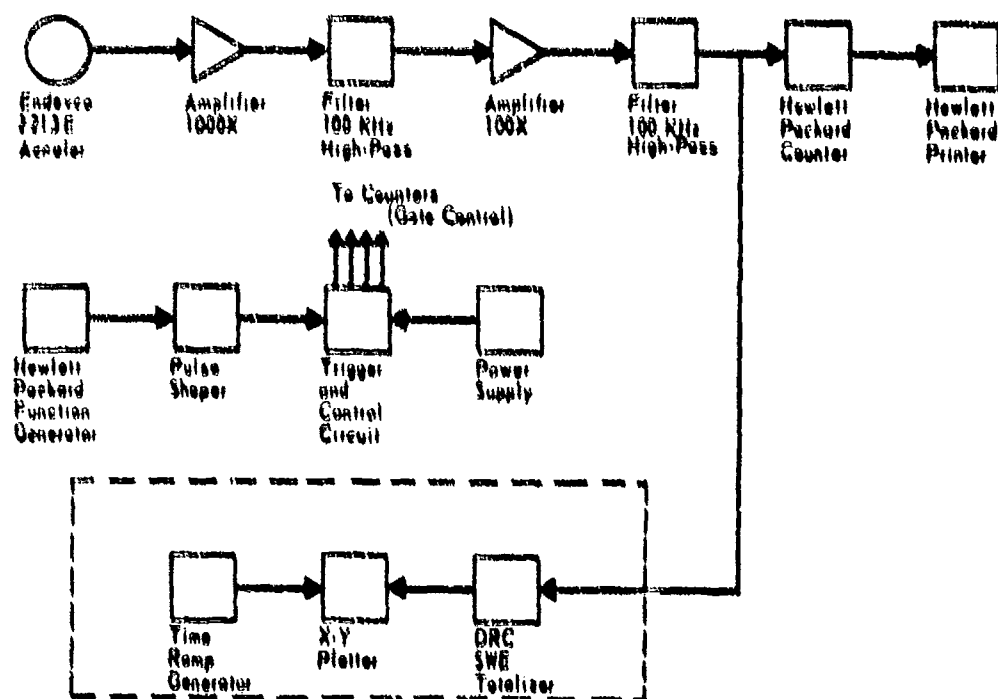 Endevco
2213E
Amplifier
1000X
Filter
100 KHz
High-Pass
Amplifier
100X
Filter
100 KHz
High-Pass
Hewlett
Packard
Counter
Hewlett
Packard
Printer
To Counters
(Gate Control)
Hewlett
Packard
Function
Generator
Pulse
Shaper
Trigger
and
Control
Circuit
Power
Supply
Time
Ramp
Generator
X-Y
Plotter
DRC
SWE
Totalizer